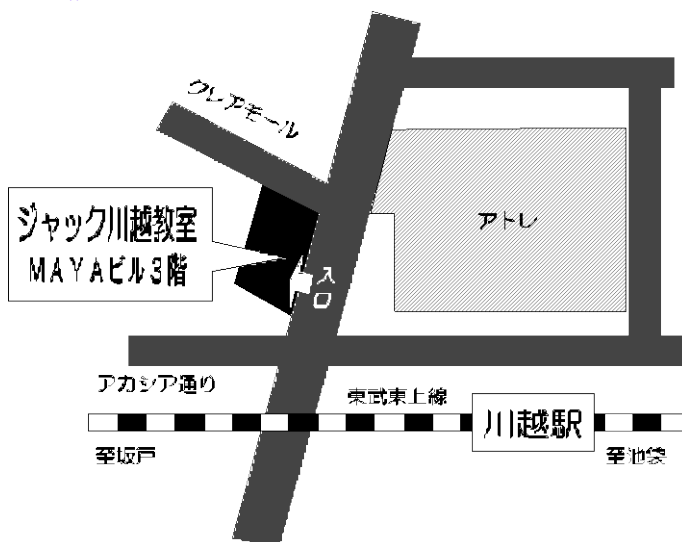 クレアモール
ジャック川越教室
MAYAビル3階
アトレ
入口
アカシア通り
東武東上線
川越駅
至坂戸
至池袋